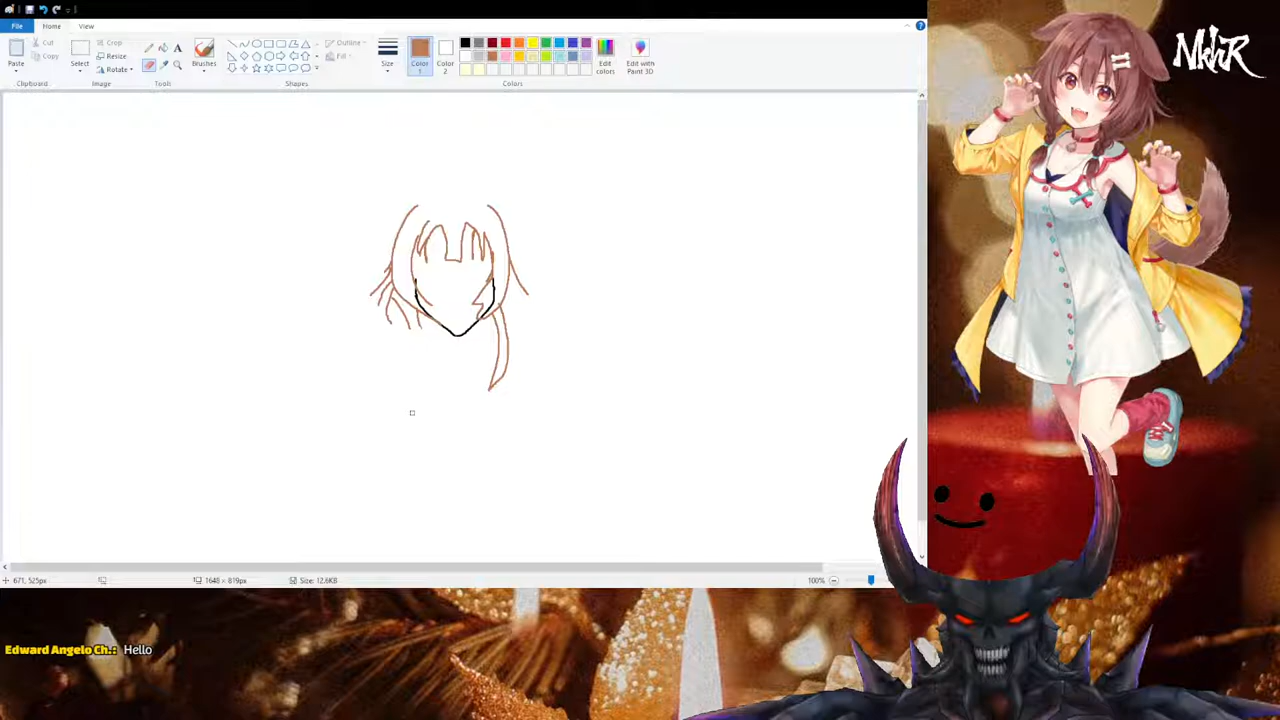 File Home View
Paste Cut Copy Clipboard
Select Crop Resize Rotate Image
A Tools
Brushes
Outline Fill Shapes
Size
Color 1
Color 2
Edit colors
Edit with Paint 3D
Colors
671, 525px
1648 × 819px
Size: 12.6KB
100%
Edward Angelo Ch.: Hello